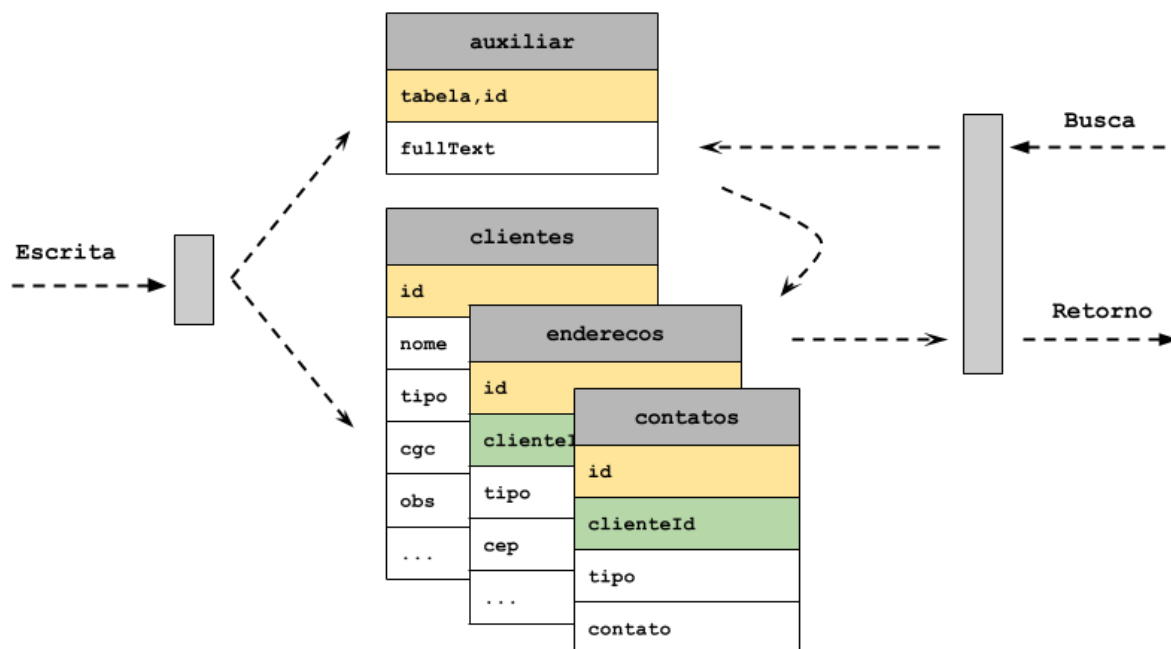 auxiliar
tabela,id
fullText
Busca
Escrita
clientes
id
nome
tipo
cgc
obs
...
enderecos
id
clienteI
tipo
cep
...
contatos
id
clienteId
tipo
contato
Retorno